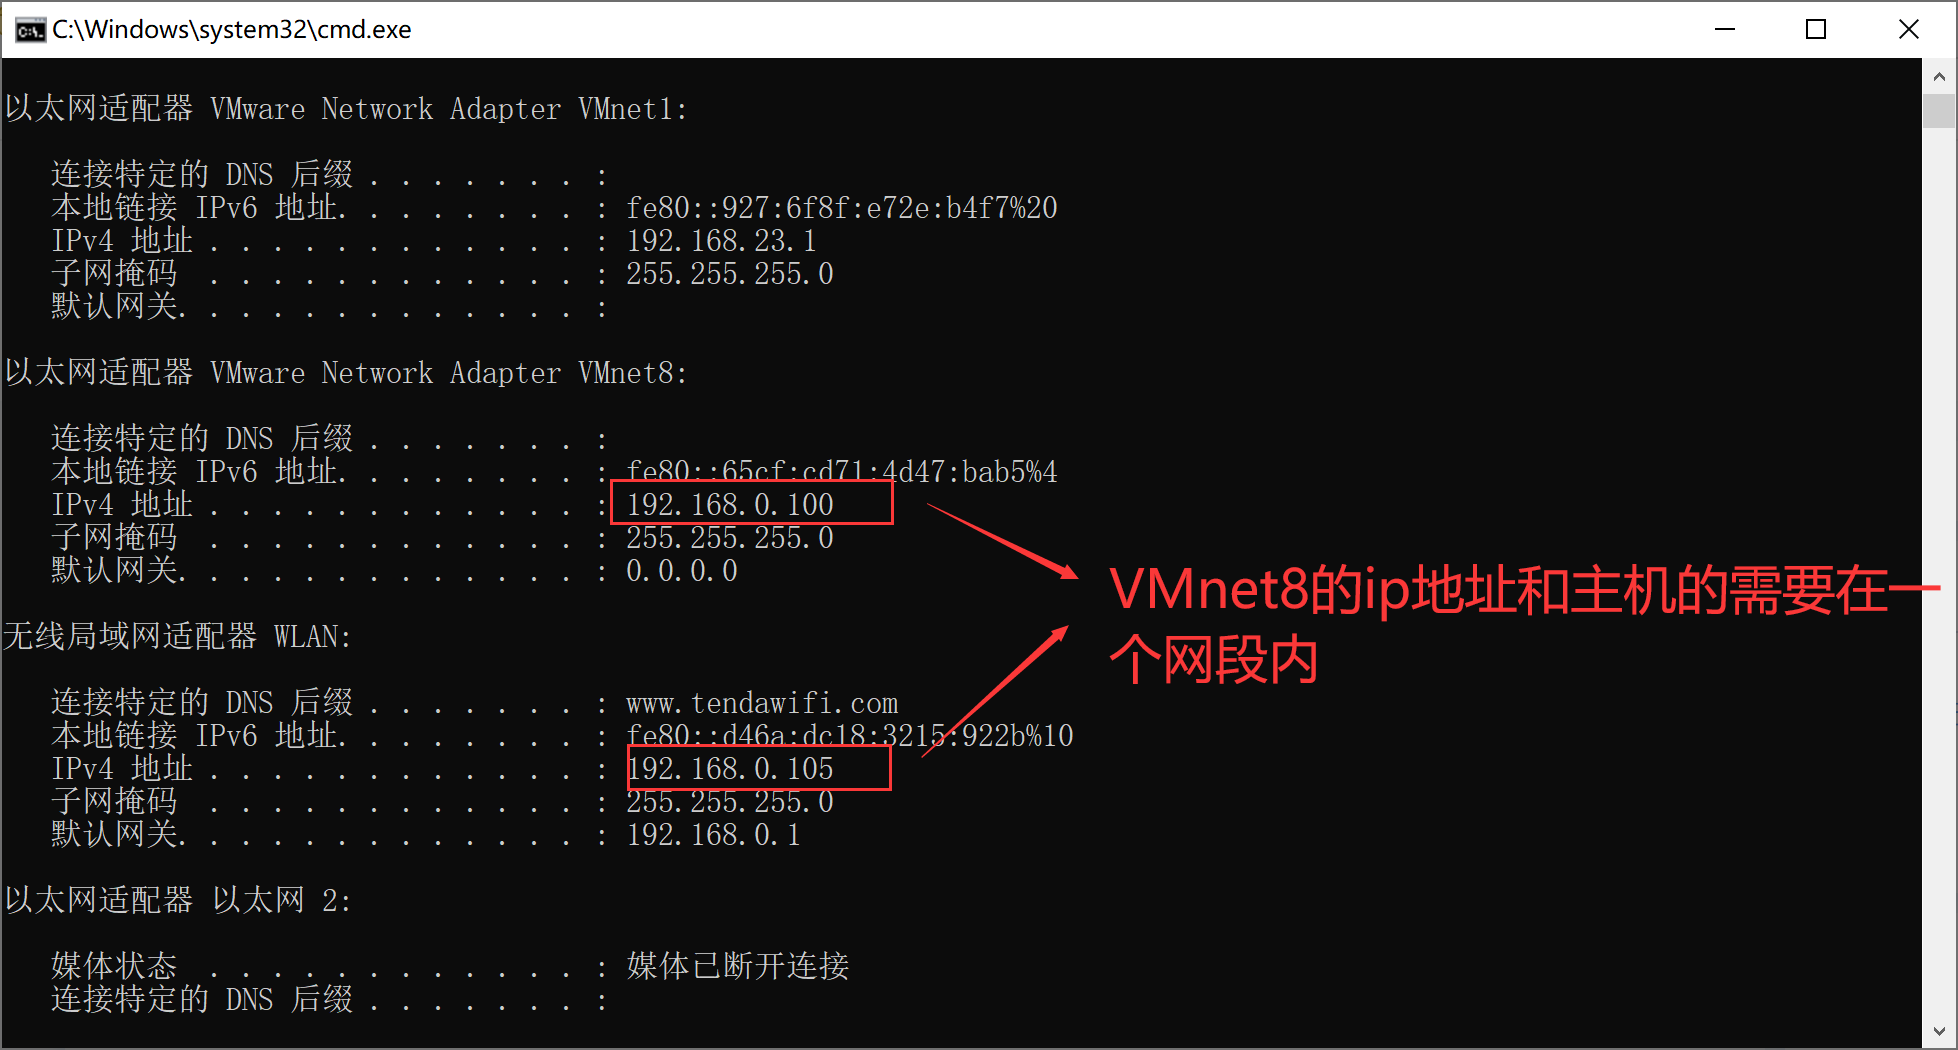 C:\Windows\system32\cmd.exe
以太网适配器 VMware Network Adapter VMnet1:
连接特定的 DNS 后缀 . . . . . . . :
本地链接 IPv6 地址. . . . . . . . : fe80::927:6f8f:e72e:b4f7%20
IPv4 地址 . . . . . . . . . . . . : 192.168.23.1
子网掩码  . . . . . . . . . . . . : 255.255.255.0
默认网关. . . . . . . . . . . . . :
以太网适配器 VMware Network Adapter VMnet8:
连接特定的 DNS 后缀 . . . . . . . :
本地链接 IPv6 地址. . . . . . . . : fe80::65cf:cd71:4d47:bab5%4
IPv4 地址 . . . . . . . . . . . . : 192.168.0.100
子网掩码  . . . . . . . . . . . . : 255.255.255.0
默认网关. . . . . . . . . . . . . : 0.0.0.0
VMnet8的ip地址和主机的需要在一
个网段内
无线局域网适配器 WLAN:
连接特定的 DNS 后缀 . . . . . . . : www.tendawifi.com
本地链接 IPv6 地址. . . . . . . . : fe80::d46a:dc18:3215:922b%10
IPv4 地址 . . . . . . . . . . . . : 192.168.0.105
子网掩码  . . . . . . . . . . . . : 255.255.255.0
默认网关. . . . . . . . . . . . . : 192.168.0.1
以太网适配器 以太网 2:
媒体状态  . . . . . . . . . . . . : 媒体已断开连接
连接特定的 DNS 后缀 . . . . . . . :